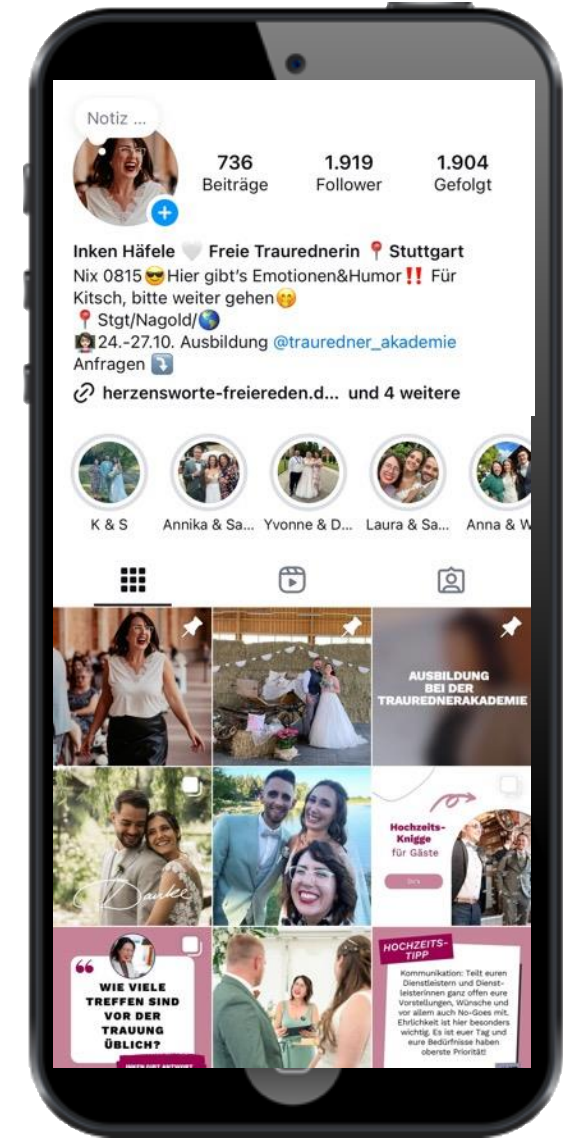 Notiz ...
736 1.919 1.904
Beiträge Follower Gefolgt
Inken Häfele 🤍 Freie Traurednerin 📍 Stuttgart
Nix 0815😎Hier gibt's Emotionen&Humor‼️ Für
Kitsch, bitte weiter gehen🤭
📍Stgt/Nagold/🌎
👩🏻‍🏫24.-27.10. Ausbildung @trauredner_akademie
Anfragen ⤵️
herzensworte-freiereden.d... und 4 weitere
K & S Annika & Sa... Yvonne & D... Laura & Sa... Anna & W
AUSBILDUNG
BEI DER
TRAUREDNERAKADEMIE
Danke
Hochzeits-
Knigge
für Gäste
Do's
WIE VIELE
TREFFEN SIND
VOR DER
TRAUUNG
ÜBLICH?
INKEN GIBT ANTWORT
HOCHZEITS-
TIPP
Kommunikation: Teilt euren
Dienstleistern und Dienst-
leisterinnen ganz offen eure
Vorstellungen, Wünsche und
vor allem auch No-Goes mit.
Ehrlichkeit ist hier besonders
wichtig. Es ist euer Tag und
eure Bedürfnisse haben
oberste Priorität!